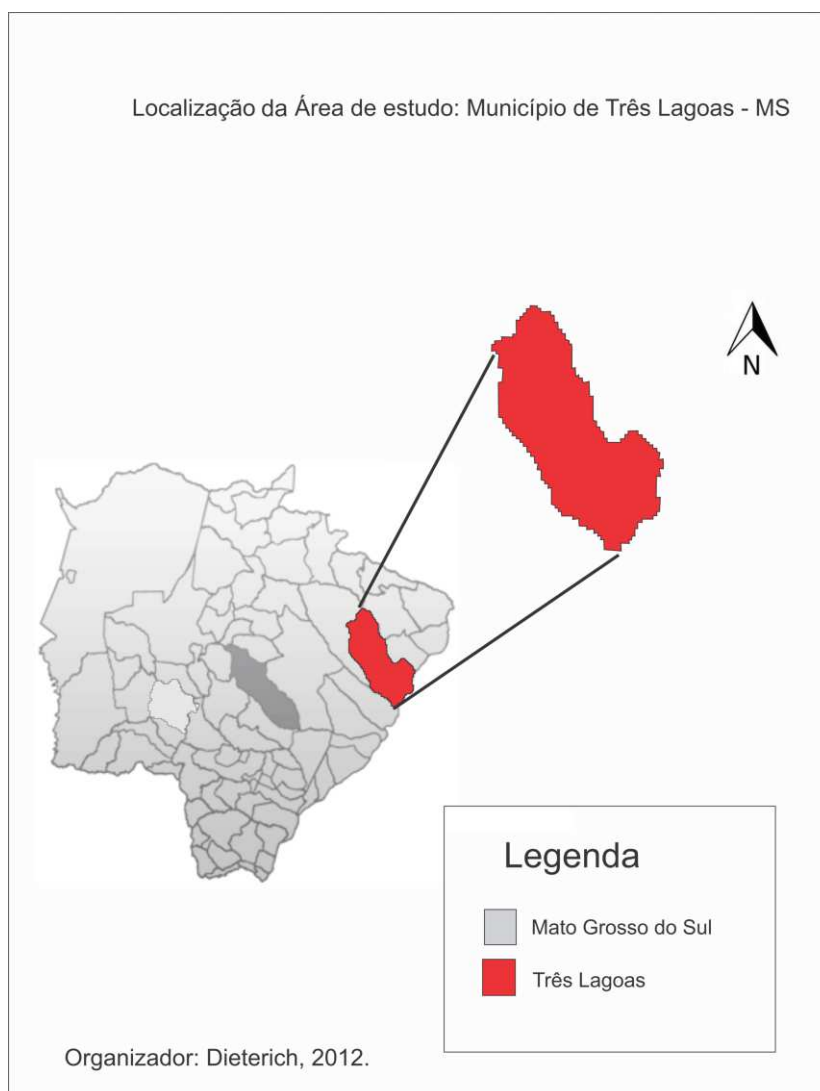 Localização da Área de estudo: Município de Três Lagoas - MS
N
Legenda
Mato Grosso do Sul
Três Lagoas
Organizador: Dieterich, 2012.